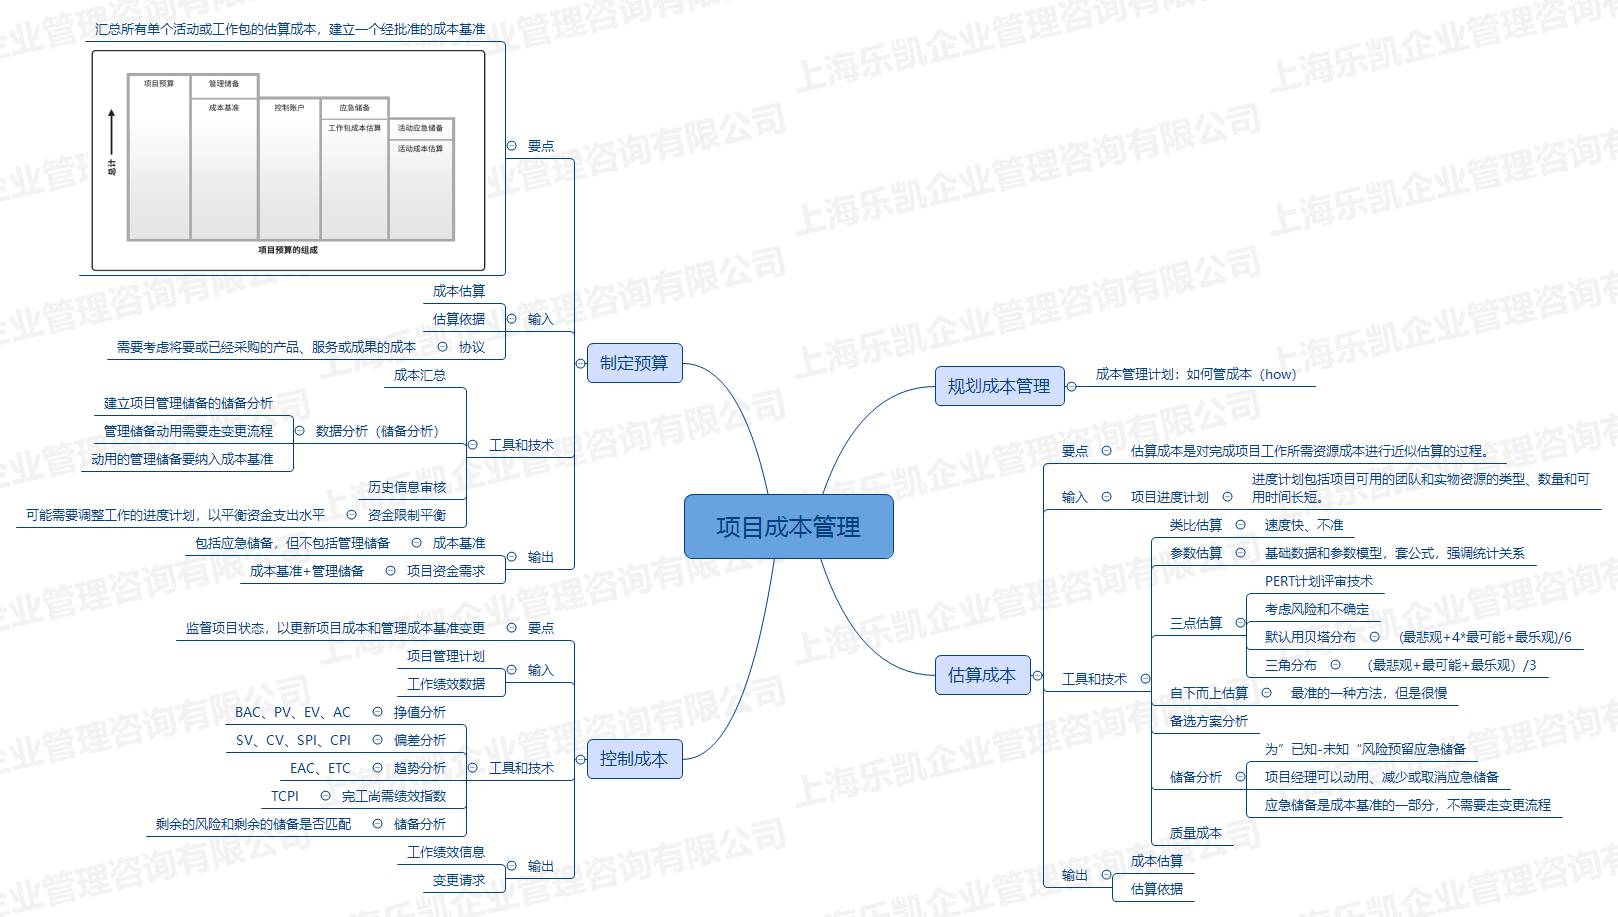 项目成本管理
规划成本管理
成本管理计划：如何管成本（how）
估算成本
要点
估算成本是对完成项目工作所需资源成本进行近似估算的过程。
输入
项目进度计划
进度计划包括项目可用的团队和实物资源的类型、数量和可
用时间长短。
工具和技术
类比估算
速度快、不准
参数估算
基础数据和参数模型，套公式，强调统计关系
三点估算
PERT计划评审技术
考虑风险和不确定
默认用贝塔分布
(最悲观+4*最可能+最乐观)/6
三角分布
（最悲观+最可能+最乐观）/3
自下而上估算
最准的一种方法，但是很慢
备选方案分析
储备分析
为”已知-未知“风险预留应急储备
项目经理可以动用、减少或取消应急储备
应急储备是成本基准的一部分，不需要走变更流程
质量成本
输出
成本估算
估算依据
制定预算
要点
汇总所有单个活动或工作包的估算成本，建立一个经批准的成本基准
项目预算
管理储备
成本基准
控制账户
应急储备
工作包成本估算
活动应急储备
活动成本估算
总计
项目预算的组成
输入
成本估算
估算依据
协议
需要考虑将要或已经采购的产品、服务或成果的成本
工具和技术
成本汇总
数据分析（储备分析）
建立项目管理储备的储备分析
管理储备动用需要走变更流程
动用的管理储备要纳入成本基准
历史信息审核
资金限制平衡
可能需要调整工作的进度计划，以平衡资金支出水平
输出
成本基准
包括应急储备，但不包括管理储备
项目资金需求
成本基准+管理储备
控制成本
要点
监督项目状态，以更新项目成本和管理成本基准变更
输入
项目管理计划
工作绩效数据
工具和技术
挣值分析
BAC、PV、EV、AC
偏差分析
SV、CV、SPI、CPI
趋势分析
EAC、ETC
完工尚需绩效指数
TCPI
储备分析
剩余的风险和剩余的储备是否匹配
输出
工作绩效信息
变更请求
上海乐凯企业管理咨询有限公司